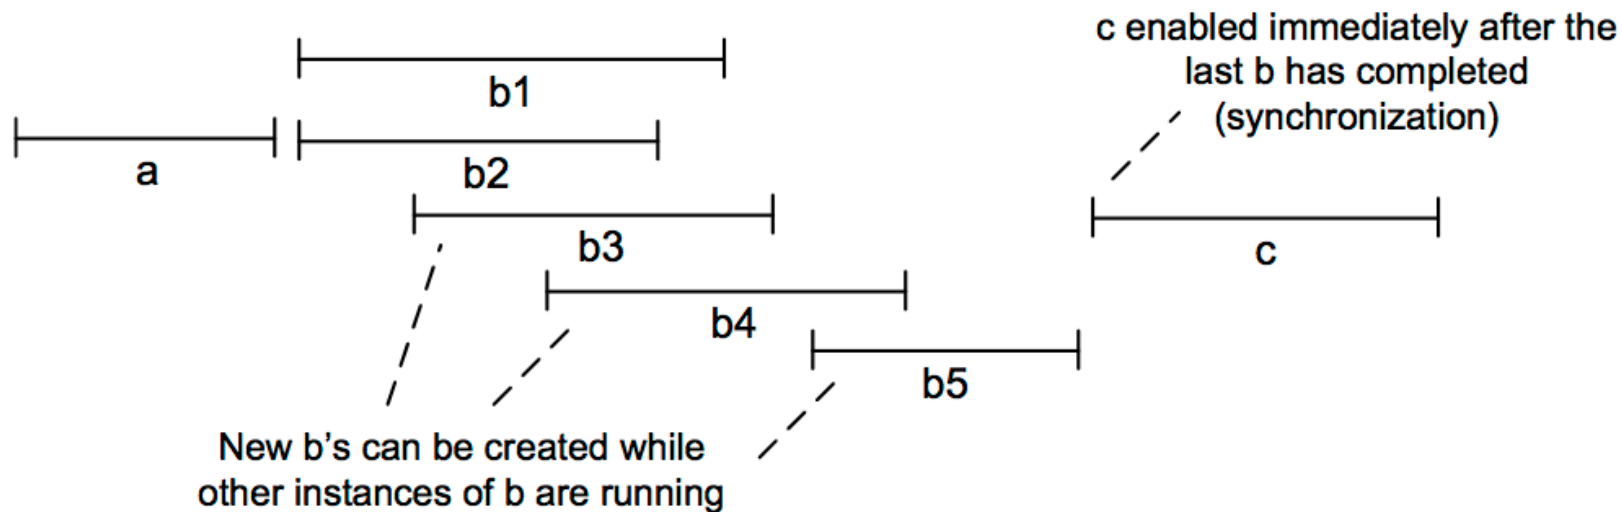 c enabled immediately after the
last b has completed
(synchronization)
b1
a
b2
b3
c
b4
b5
New b's can be created while
other instances of b are running